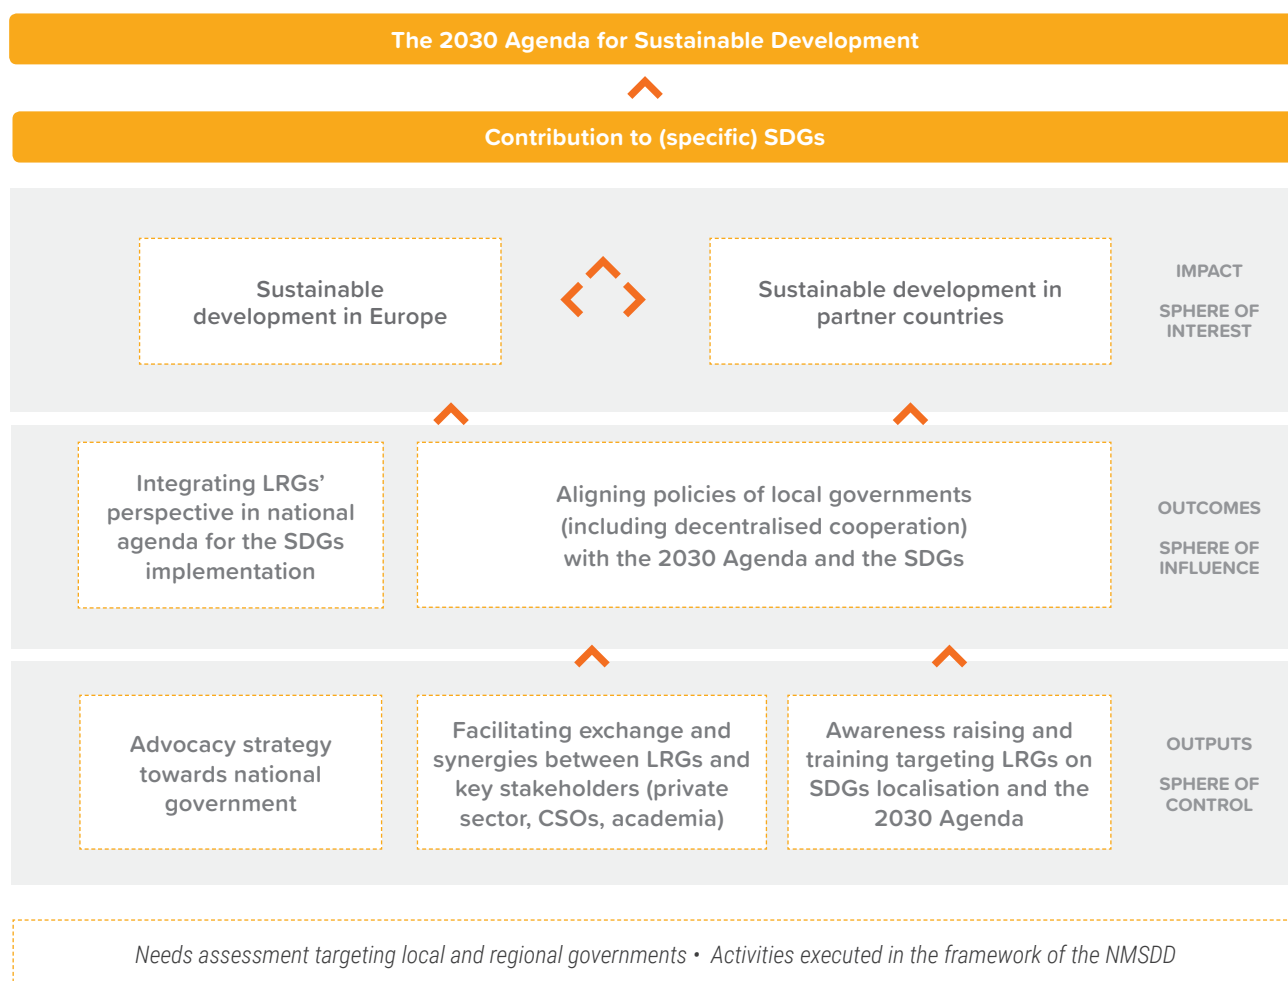 The 2030 Agenda for Sustainable Development
Contribution to (specific) SDGs
Sustainable
development in Europe
Sustainable development in
partner countries
IMPACT
SPHERE OF
INTEREST
Integrating LRGs’
perspective in national
agenda for the SDGs
implementation
Aligning policies of local governments
(including decentralised cooperation)
with the 2030 Agenda and the SDGs
OUTCOMES
SPHERE OF
INFLUENCE
Advocacy strategy
towards national
government
Facilitating exchange and
synergies between LRGs and
key stakeholders (private
sector, CSOs, academia)
Awareness raising and
training targeting LRGs on
SDGs localisation and the
2030 Agenda
OUTPUTS
SPHERE OF
CONTROL
Needs assessment targeting local and regional governments • Activities executed in the framework of the NMSDD